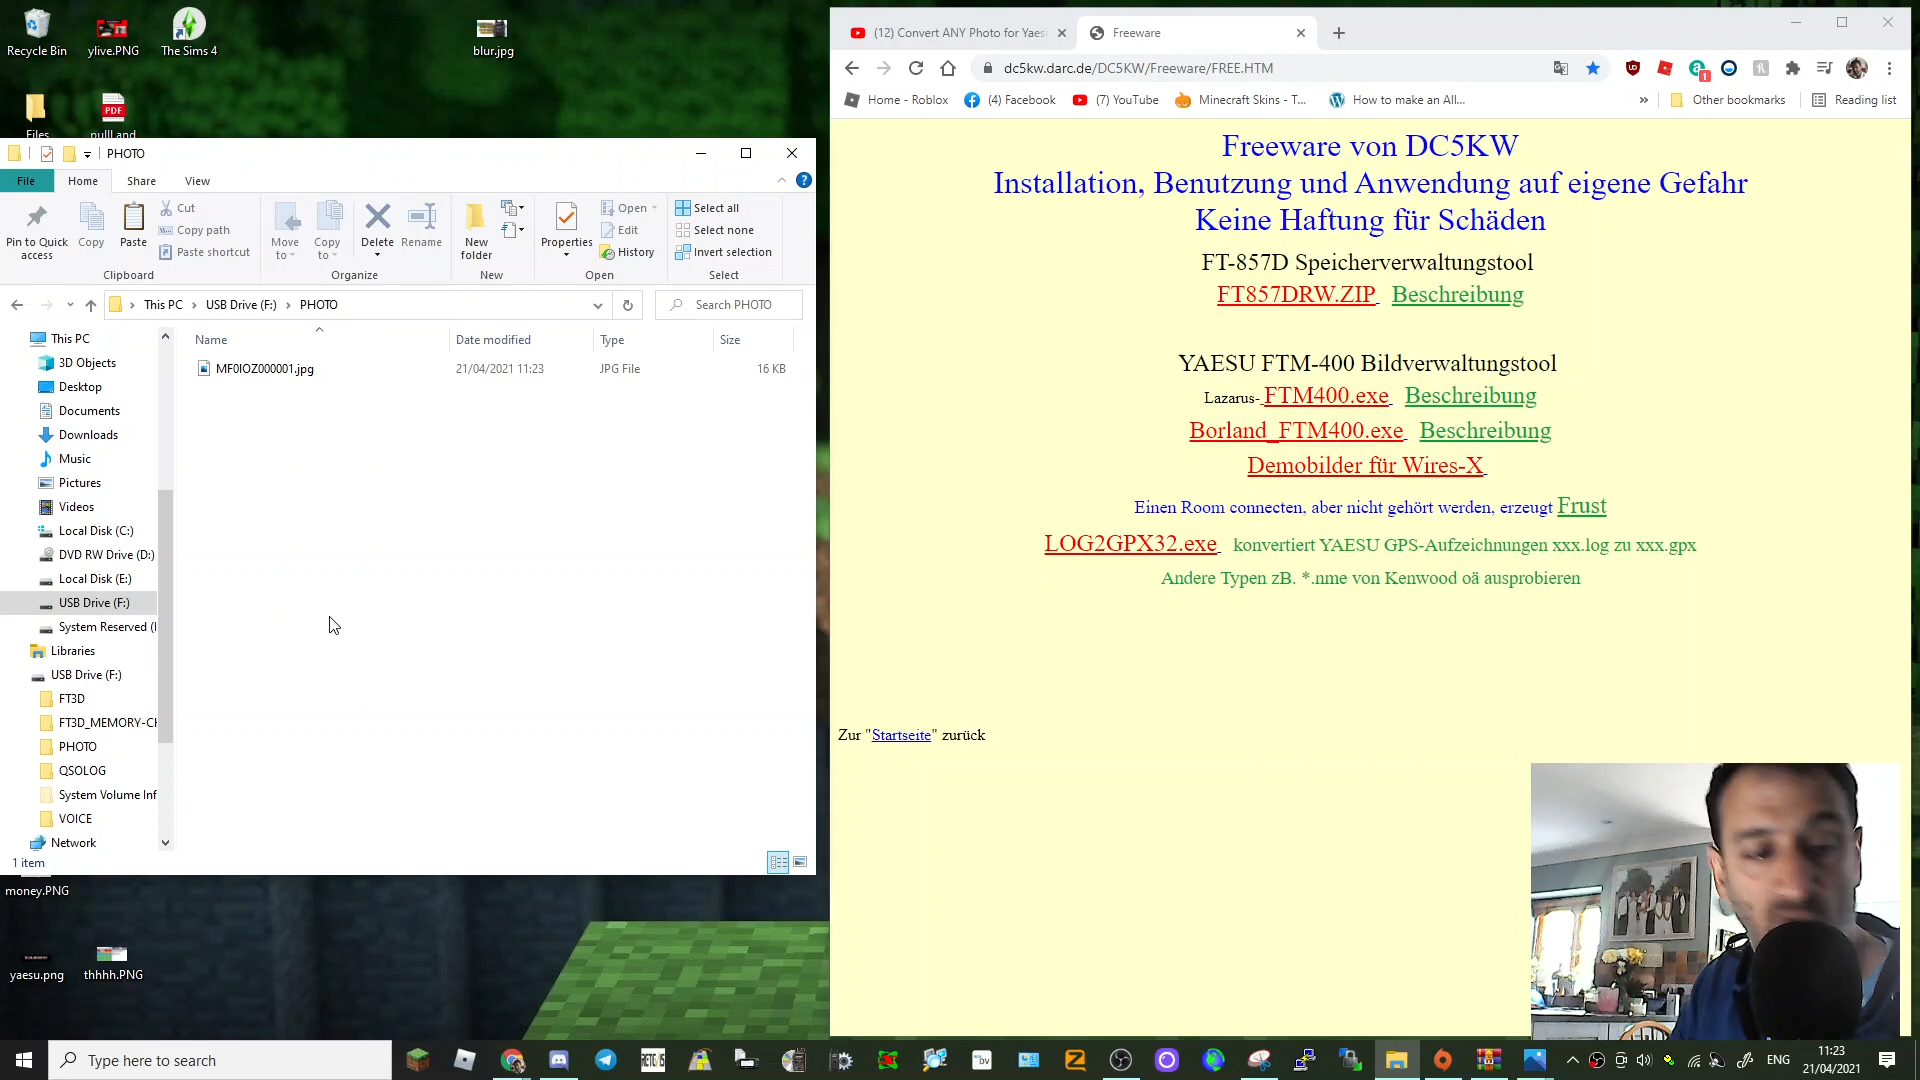 Recycle Bin
ylive.PNG
The Sims 4
blur.jpg
Files
pulll and
PHOTO
File
Home
Share
View
Pin to Quick access
Copy
Paste
Cut
Copy path
Paste shortcut
Move to
Copy to
Delete
Rename
New folder
Properties
Open
Edit
History
Select all
Select none
Invert selection
Clipboard
Organize
New
Open
Select
This PC
USB Drive (F:)
PHOTO
Search PHOTO
Name
Date modified
Type
Size
MF0IOZ000001.jpg
21/04/2021 11:23
JPG File
16 KB
This PC
3D Objects
Desktop
Documents
Downloads
Music
Pictures
Videos
Local Disk (C:)
DVD RW Drive (D:)
Local Disk (E:)
USB Drive (F:)
System Reserved (
Libraries
USB Drive (F:)
FT3D
FT3D_MEMORY-CH
PHOTO
QSOLOG
System Volume Inf
VOICE
Network
1 item
money.PNG
yaesu.png
thhhh.PNG
(12) Convert ANY Photo for Yaesu
Freeware
dc5kw.darc.de/DC5KW/Freeware/FREE.HTM
Home - Roblox
(4) Facebook
(7) YouTube
Minecraft Skins - T...
How to make an All...
»
Other bookmarks
Reading list
Freeware von DC5KW
Installation, Benutzung und Anwendung auf eigene Gefahr
Keine Haftung für Schäden
FT-857D Speicherverwaltungstool
FT857DRW.ZIP Beschreibung
YAESU FTM-400 Bildverwaltungstool
Lazarus- FTM400.exe Beschreibung
Borland_FTM400.exe Beschreibung
Demobilder für Wires-X
Einen Room connecten, aber nicht gehört werden, erzeugt Frust
LOG2GPX32.exe konvertiert YAESU GPS-Aufzeichnungen xxx.log zu xxx.gpx
Andere Typen zB. *.nme von Kenwood oä ausprobieren
Zur "Startseite" zurück
Type here to search
ENG
11:23
21/04/2021